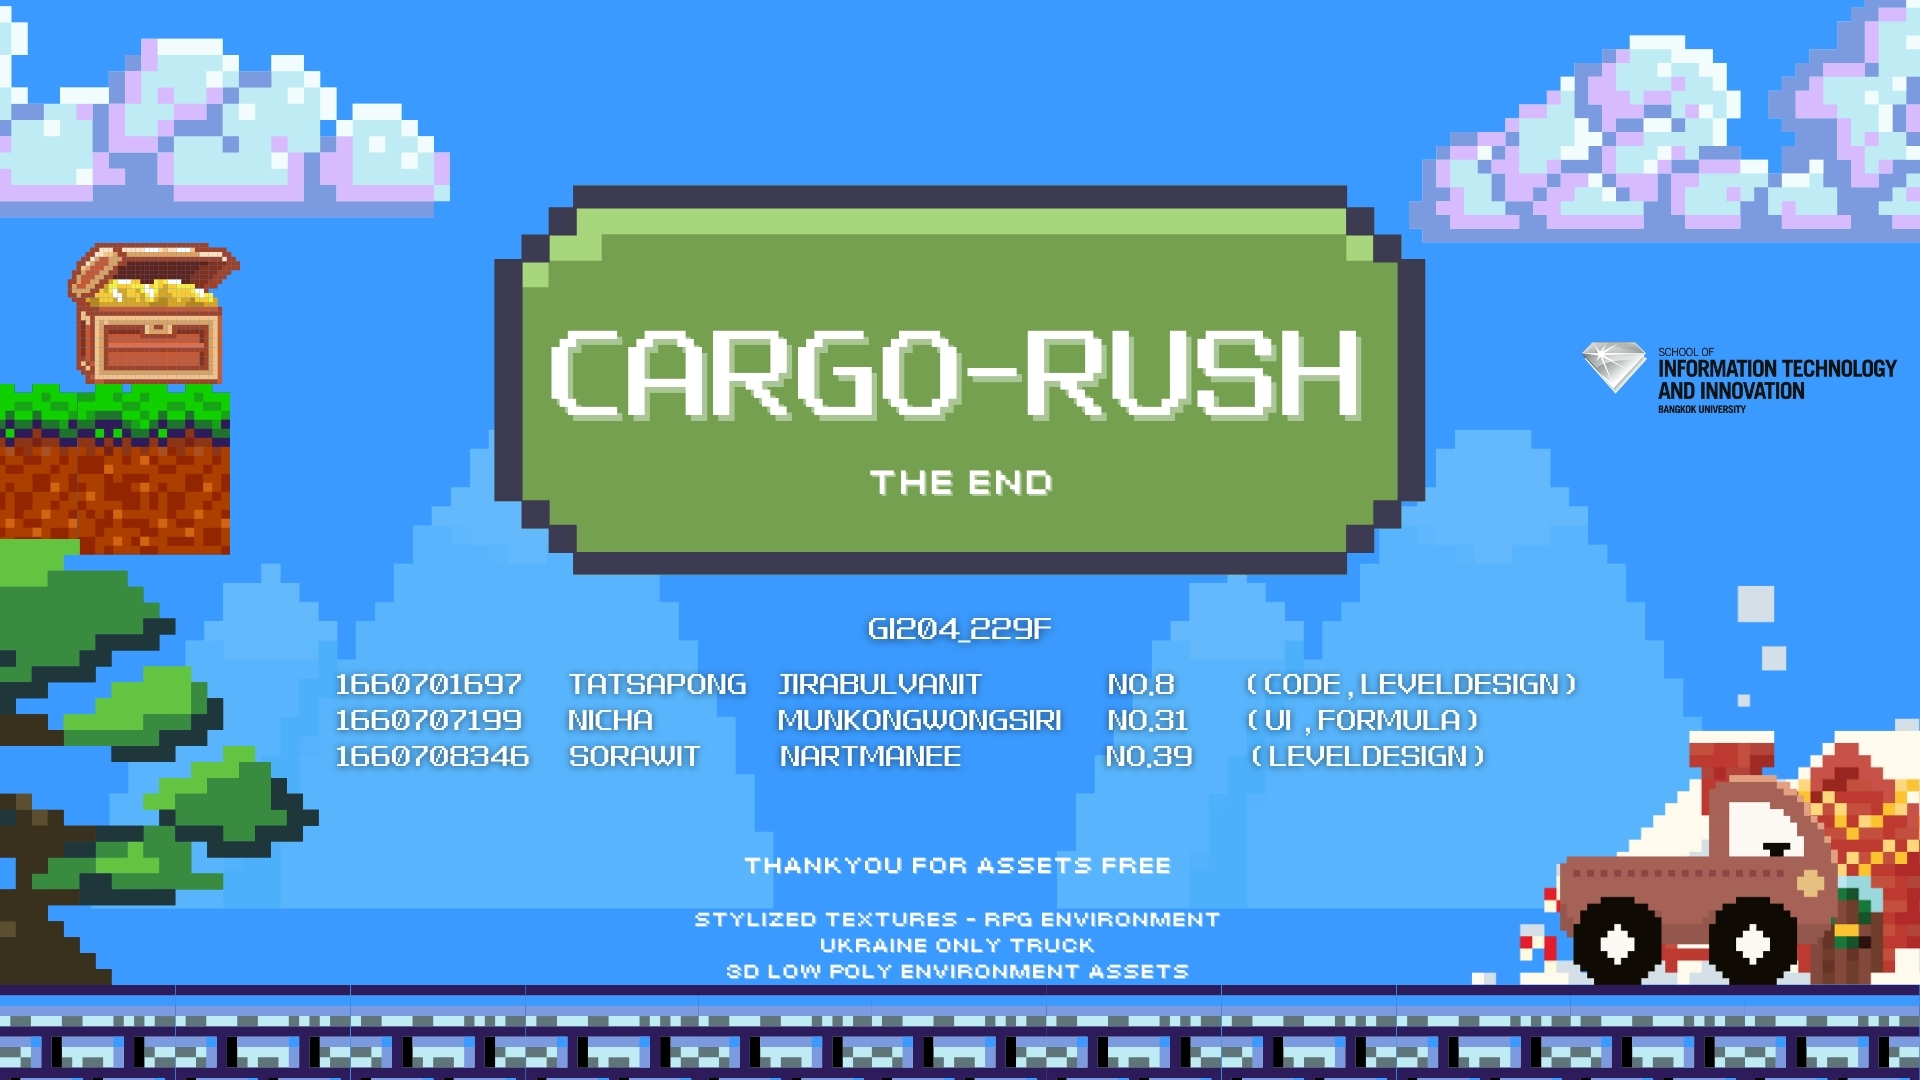 CARGO-RUSH
THE END
SCHOOL OF
INFORMATION TECHNOLOGY
AND INNOVATION
BANGKOK UNIVERSITY
GI204_229F
1660701697 TATSAPONG JIRABULVANIT NO.8 ( CODE , LEVELDESIGN )
1660707199 NICHA MUNKONGWONGSIRI NO.31 ( UI , FORMULA )
1660708346 SORAWIT NARTMANEE NO.39 ( LEVELDESIGN )
THANKYOU FOR ASSETS FREE
STYLIZED TEXTURES - RPG ENVIRONMENT
UKRAINE ONLY TRUCK
3D LOW POLY ENVIRONMENT ASSETS